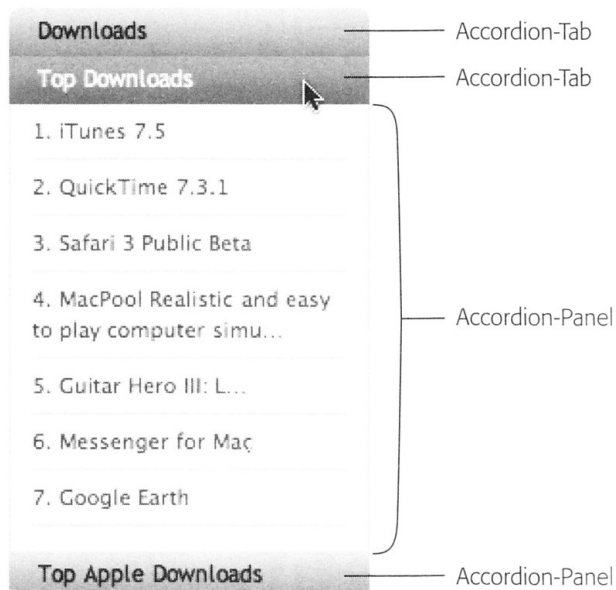 Downloads
Accordion-Tab
Top Downloads
Accordion-Tab
1. iTunes 7.5
2. QuickTime 7.3.1
3. Safari 3 Public Beta
4. MacPool Realistic and easy
to play computer simu...
Accordion-Panel
5. Guitar Hero III: L...
6. Messenger for Mac
7. Google Earth
Top Apple Downloads
Accordion-Panel